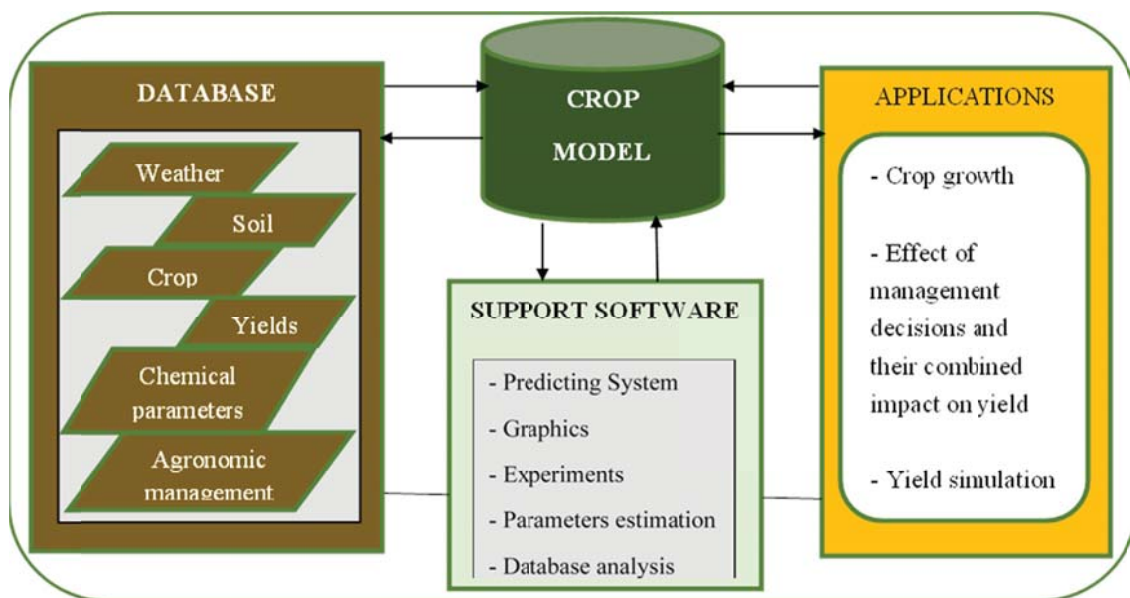 DATABASE
Weather
Soil
Crop
Yields
Chemical
parameters
Agronomic
management
CROP
MODEL
SUPPORT SOFTWARE
- Predicting System
- Graphics
- Experiments
- Parameters estimation
- Database analysis
APPLICATIONS
- Crop growth
- Effect of
management
decisions and
their combined
impact on yield
- Yield simulation